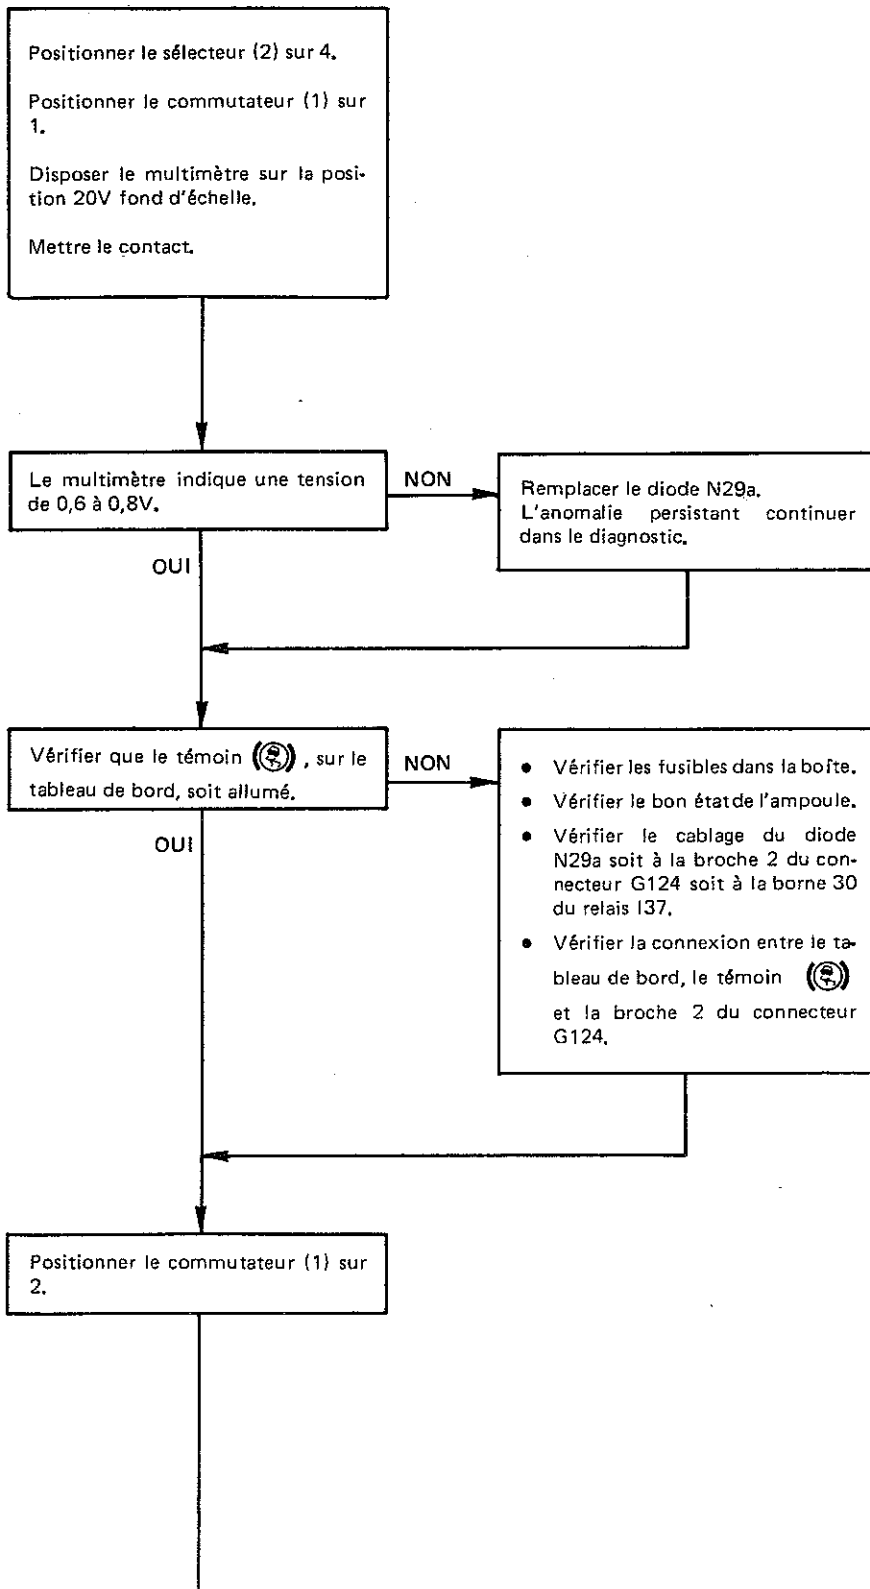 Positionner le sélecteur (2) sur 4.
Positionner le commutateur (1) sur
1.
Disposer le multimètre sur la posi-
tion 20V fond d'échelle.
Mettre le contact.
Le multimètre indique une tension
de 0,6 à 0,8V.
NON
Remplacer le diode N29a.
L'anomalie persistant continuer
dans le diagnostic.
OUI
Vérifier que le témoin , sur le
tableau de bord, soit allumé.
NON
• Vérifier les fusibles dans la boîte.
• Vérifier le bon état de l'ampoule.
• Vérifier le cablage du diode
N29a soit à la broche 2 du con-
necteur G124 soit à la borne 30
du relais I37.
• Vérifier la connexion entre le ta-
bleau de bord, le témoin
et la broche 2 du connecteur
G124.
OUI
Positionner le commutateur (1) sur
2.